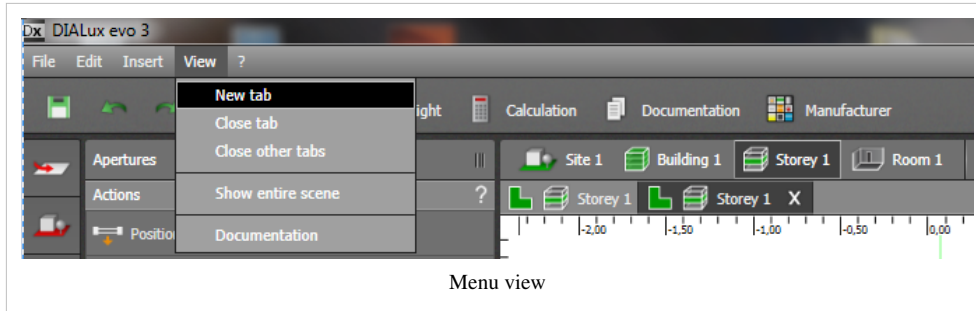 Dx DIALux evo 3
File Edit Insert View ?
New tab
Close tab
Close other tabs
Show entire scene
Documentation
ight Calculation Documentation Manufacturer
Apertures
Actions ?
Positio
Site 1 Building 1 Storey 1 Room 1
Storey 1 Storey 1 X
-2,00 -1,50 -1,00 -0,50 0,00
Menu view